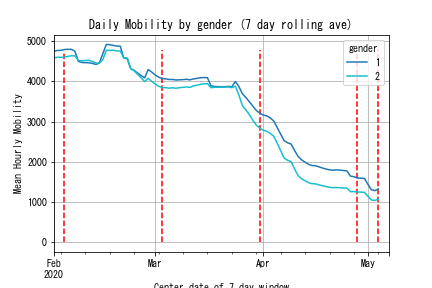 Daily Mobility by gender (7 day rolling ave)
5000
4000
3000
2000
1000
0
Mean Hourly Mobility
gender
1
2
Feb
2020
Mar
Apr
May
Center date of 7 day window